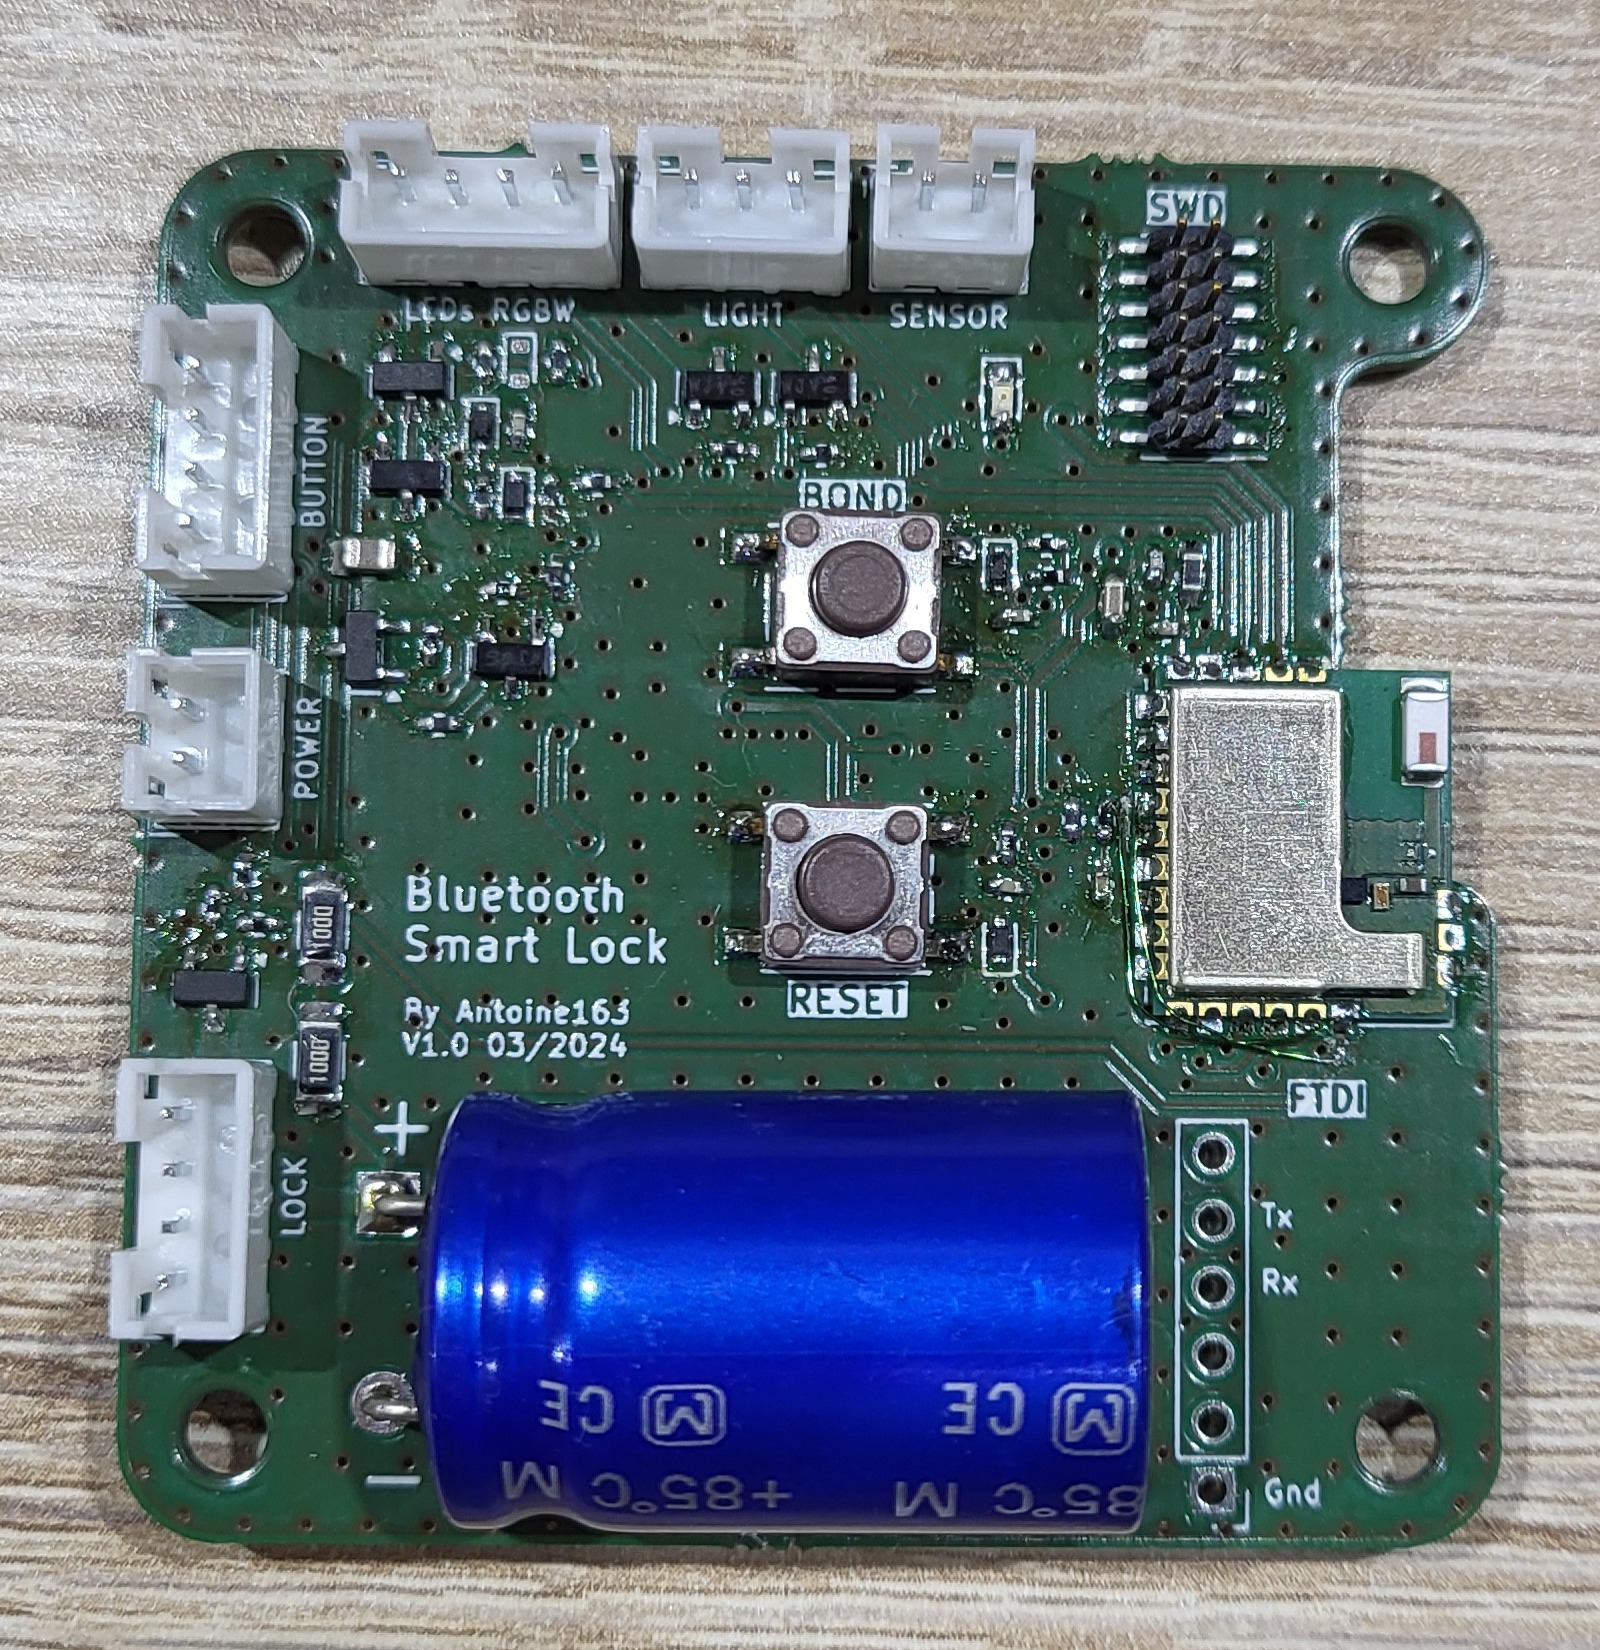 SWD
LEDs RGBW
LIGHT
SENSOR
BUTTON
BOND
POWER
Bluetooth
Smart Lock
1000
By Antoine163
V1.0 03/2024
RESET
1000
FTDI
+
LOCK
Tx
Rx
CE M CE M
M +85°C M 85°C
-
Gnd